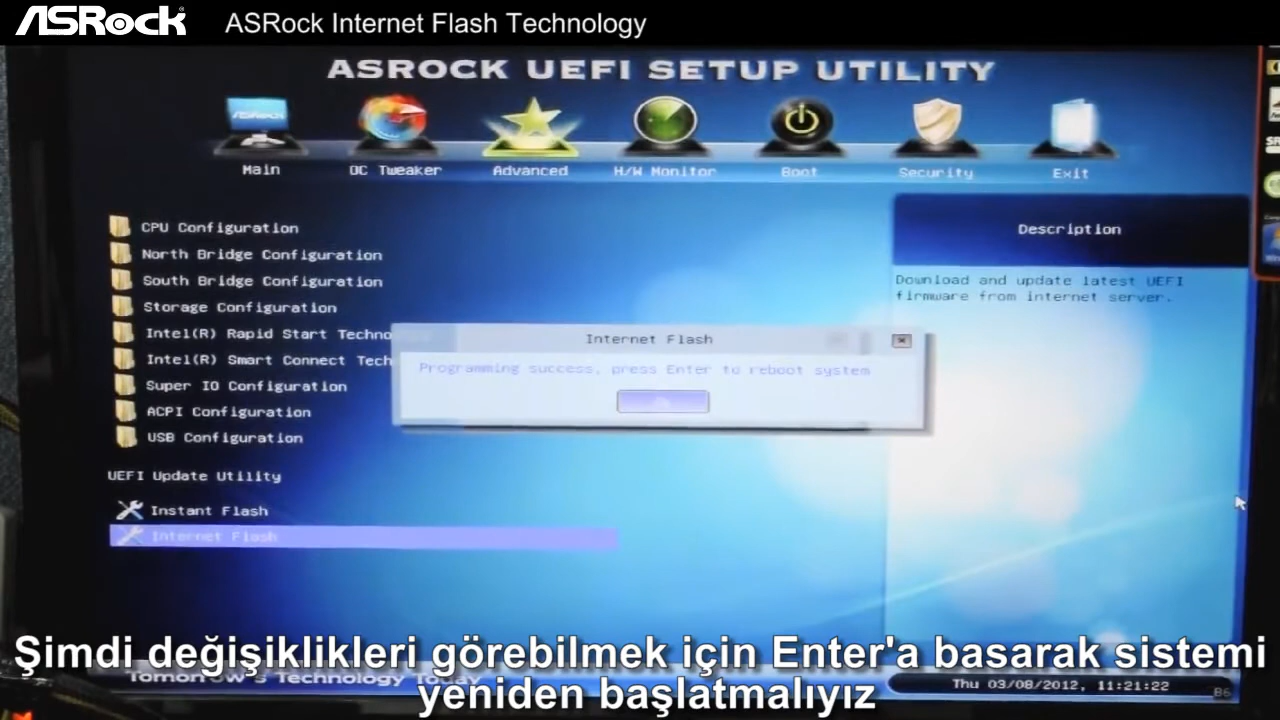 ASRock
ASRock Internet Flash Technology
ASROCK UEFI SETUP UTILITY
Main
OC Tweaker
Advanced
H/W Monitor
Boot
Security
Exit
CPU Configuration
North Bridge Configuration
South Bridge Configuration
Storage Configuration
Intel(R) Rapid Start Techno
Intel(R) Smart Connect Tech
Super IO Configuration
ACPI Configuration
USB Configuration
UEFI Update Utility
Instant Flash
Internet Flash
Description
Download and update latest UEFI
firmware from internet server.
Internet Flash
Programming success, press Enter to reboot system
Şimdi değişiklikleri görebilmek için Enter'a basarak sistemi
yeniden başlatmalıyız
Tomorrow's Technology Today
Thu 03/08/2012, 11:21:22